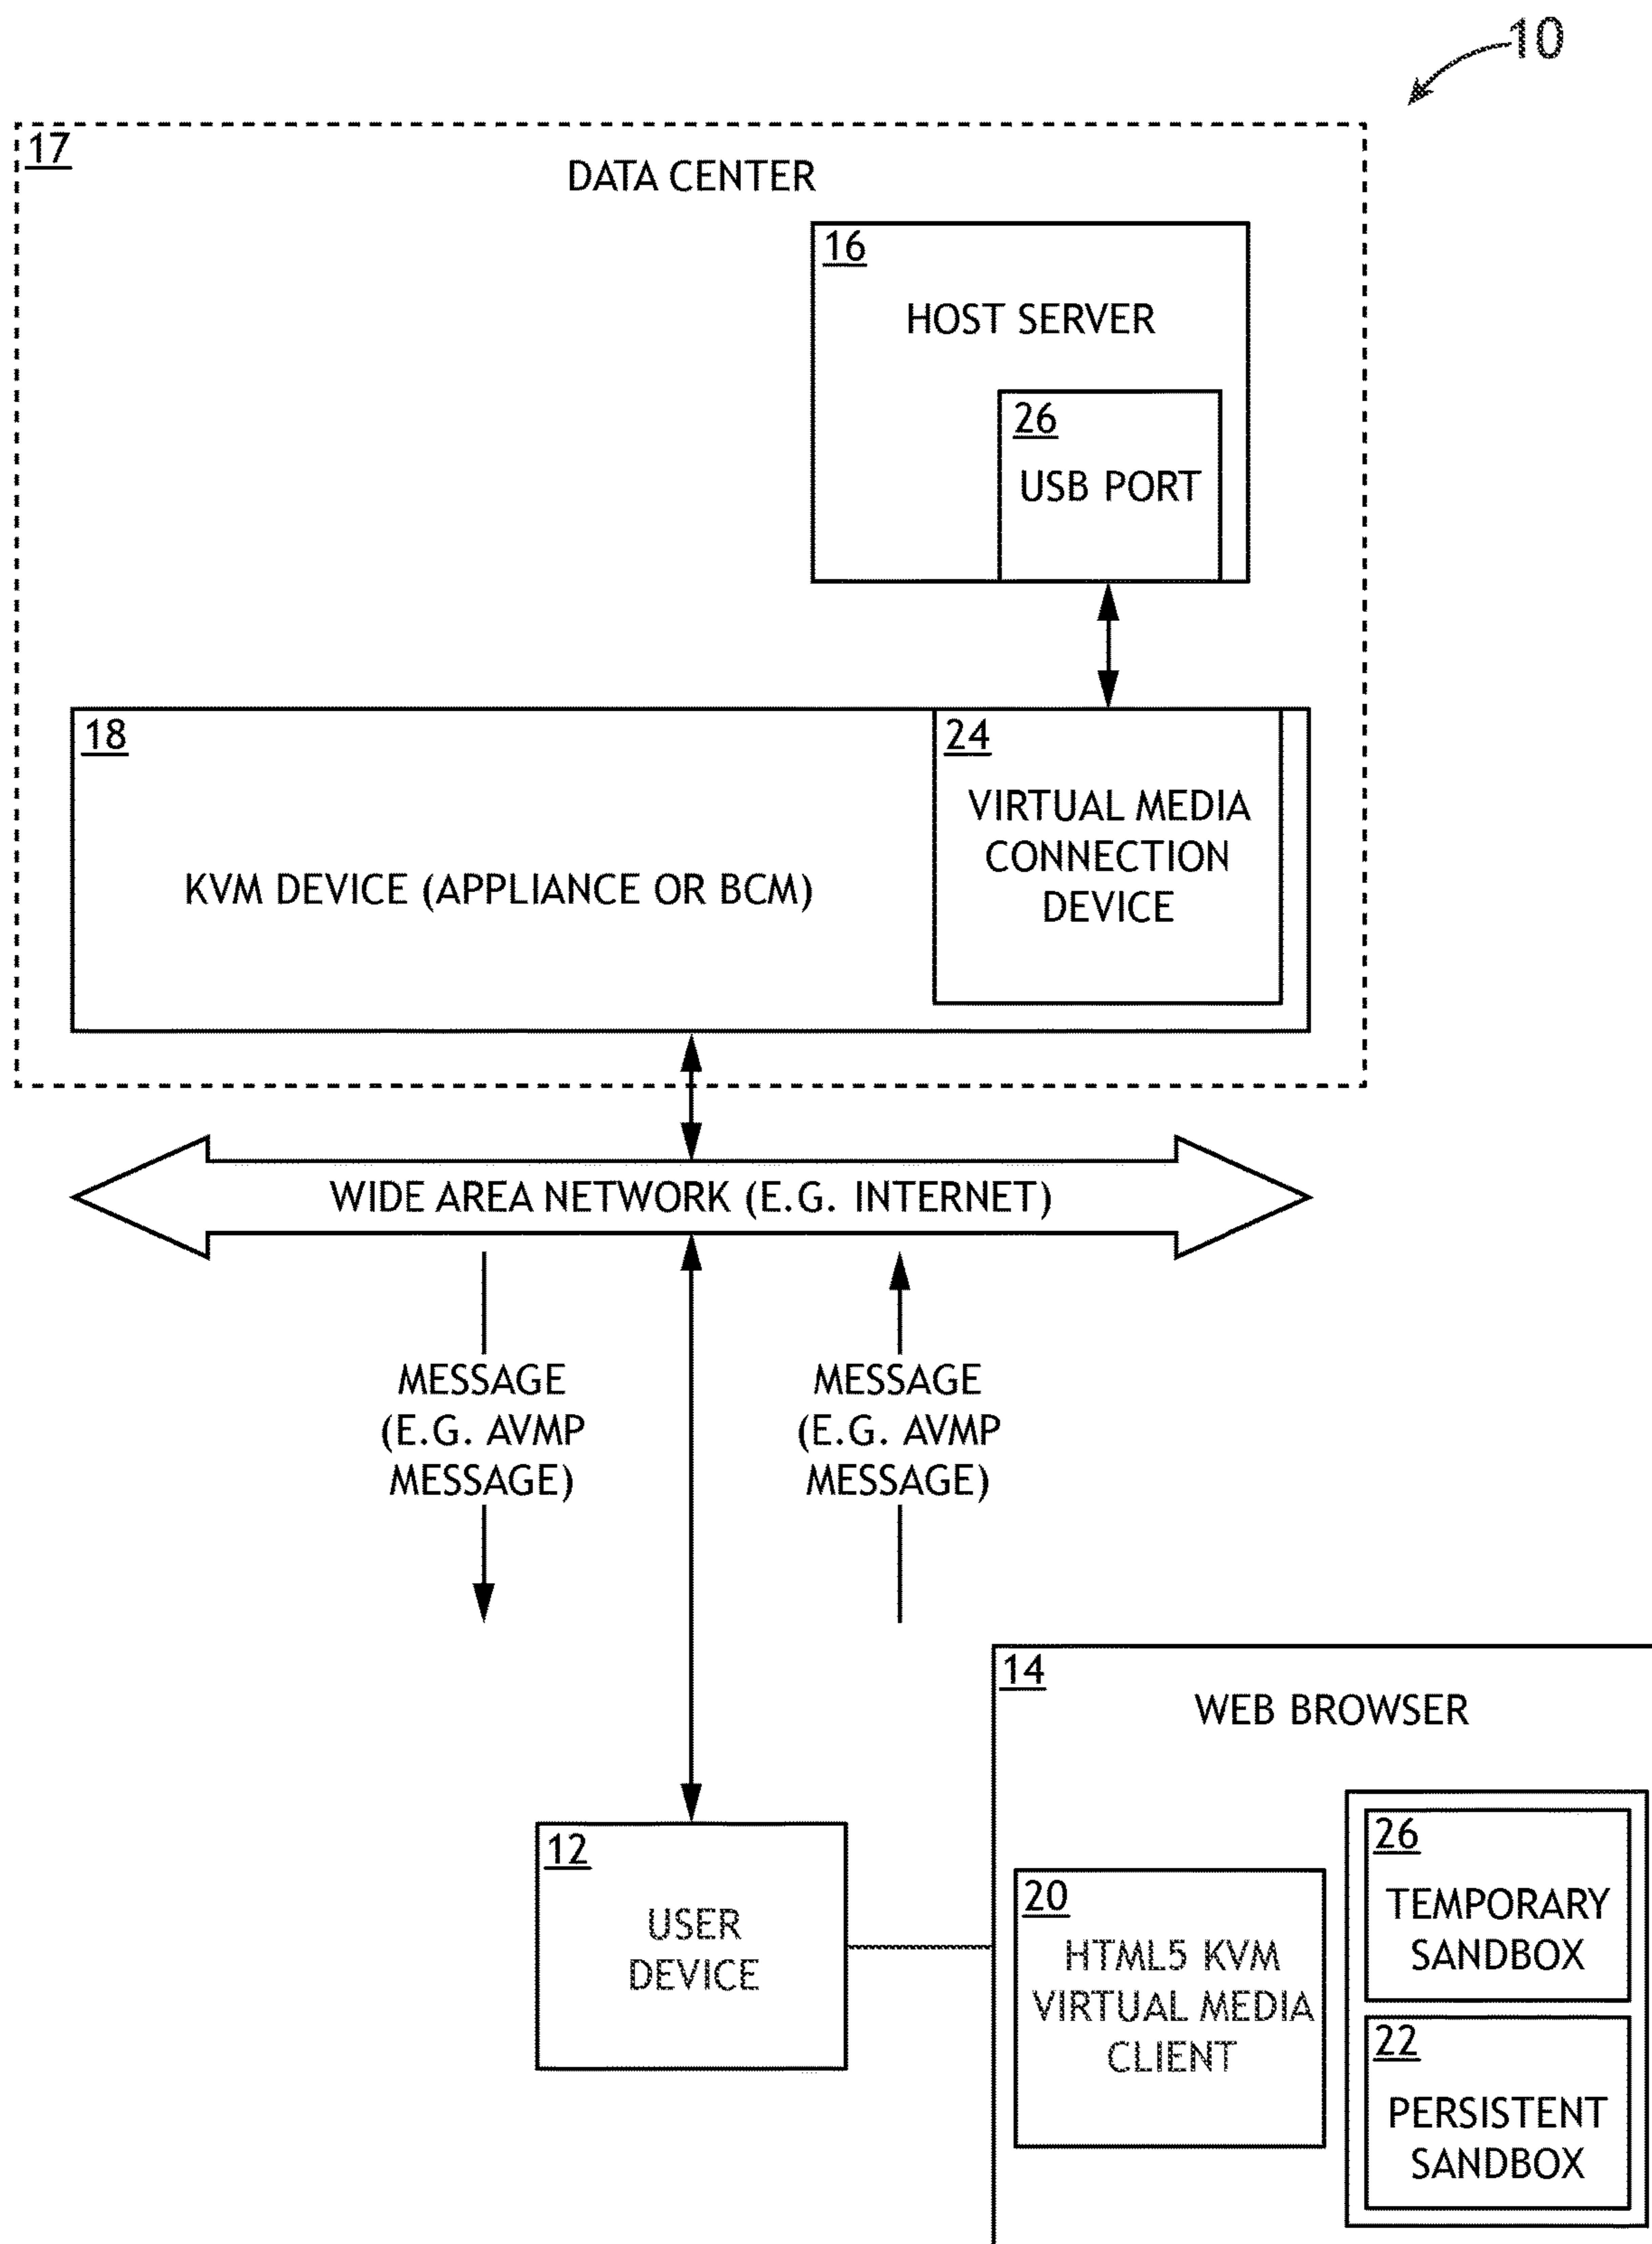 10
17
DATA CENTER
16
HOST SERVER
26
USB PORT
18
KVM DEVICE (APPLIANCE OR BCM)
24
VIRTUAL MEDIA
CONNECTION
DEVICE
WIDE AREA NETWORK (E.G. INTERNET)
MESSAGE
(E.G. AVMP
MESSAGE)
MESSAGE
(E.G. AVMP
MESSAGE)
14
WEB BROWSER
12
USER
DEVICE
20
HTML5 KVM
VIRTUAL MEDIA
CLIENT
26
TEMPORARY
SANDBOX
22
PERSISTENT
SANDBOX